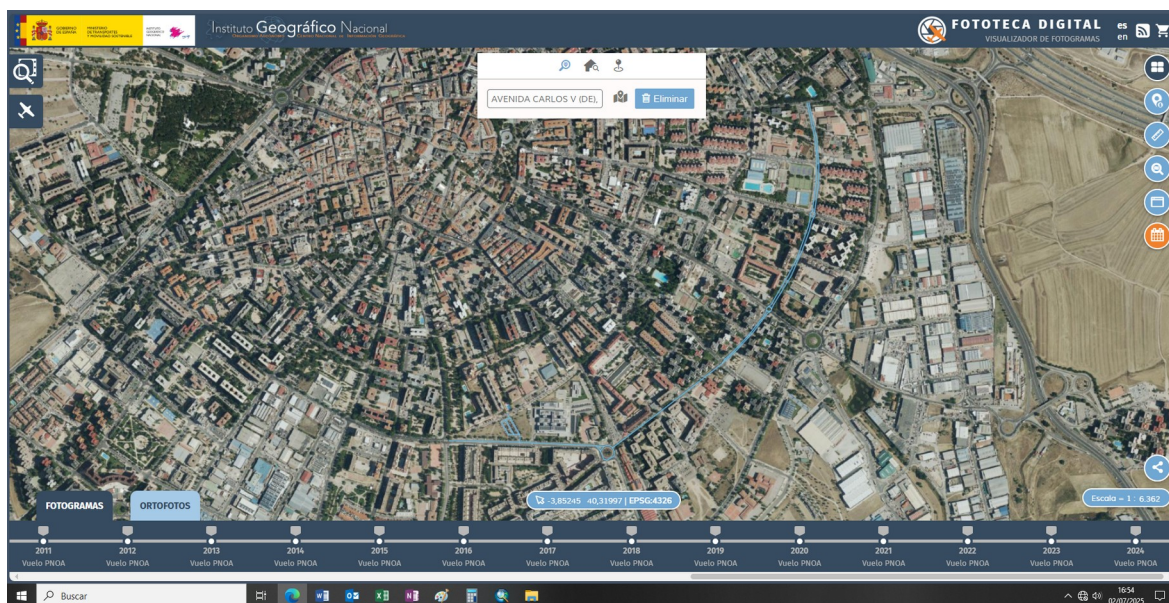 GOBIERNO DE ESPAÑA
MINISTERIO DE TRANSPORTES Y MOVILIDAD SOSTENIBLE
INSTITUTO GEOGRÁFICO NACIONAL
Instituto Geográfico Nacional
FOTOTECA DIGITAL
VISUALIZADOR DE FOTOGRAMAS
es
en
AVENIDA CARLOS V (DE),
Eliminar
FOTOGRAMAS
ORTOFOTOS
-3,85245 40,31997 | EPSG:4326
Escala = 1 : 6.362
2011 2012 2013 2014 2015 2016 2017 2018 2019 2020 2021 2022 2023 2024
Vuelo PNOA Vuelo PNOA Vuelo PNOA Vuelo PNOA Vuelo PNOA Vuelo PNOA Vuelo PNOA Vuelo PNOA Vuelo PNOA Vuelo PNOA Vuelo PNOA Vuelo PNOA Vuelo PNOA Vuelo PNOA
Buscar
16:54
02/07/2025